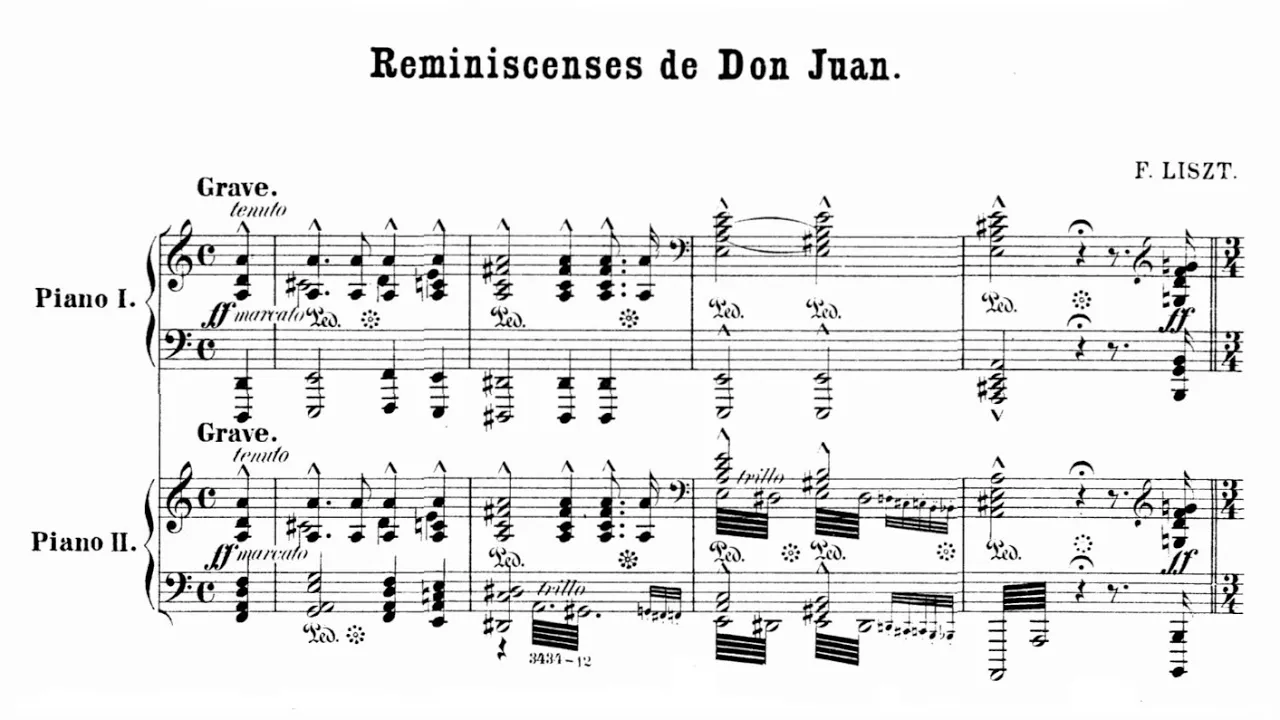 Reminiscenses de Don Juan.
F. LISZT.
Grave.
tenuto
Piano I.
ff marcato Ped. Ped. Ped. Ped. Ped. ff
Grave.
tenuto
trillo
Piano II.
ff marcato Ped. Ped. Ped. Ped. ff
trillo
Ped.
3434-12